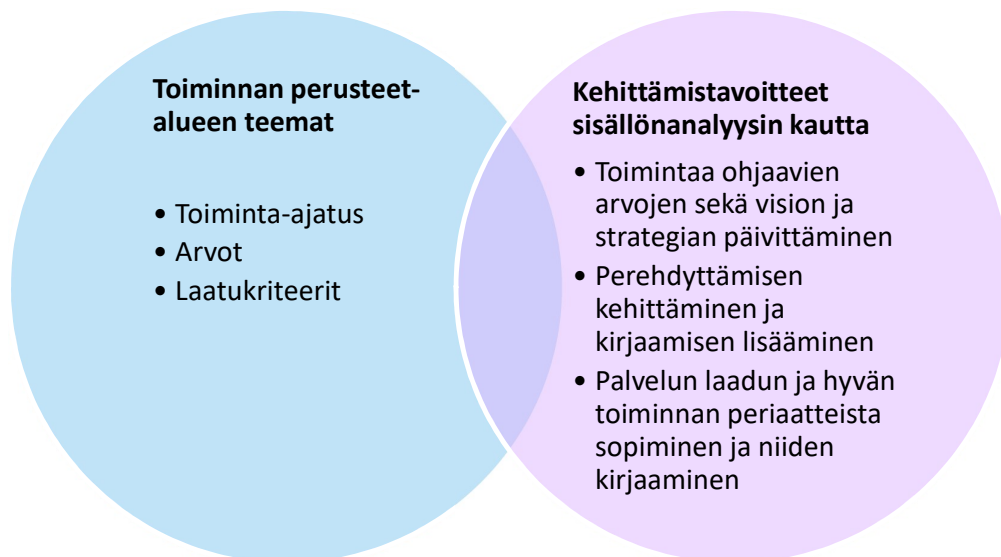 Toiminnan perusteet-
alueen teemat
• Toiminta-ajatus
• Arvot
• Laatukriteerit
Kehittämistavoitteet
sisällönanalyysin kautta
• Toimintaa ohjaavien
arvojen sekä vision ja
strategian päivittäminen
• Perehdyttämisen
kehittäminen ja
kirjaamisen lisääminen
• Palvelun laadun ja hyvän
toiminnan periaatteista
sopiminen ja niiden
kirjaaminen